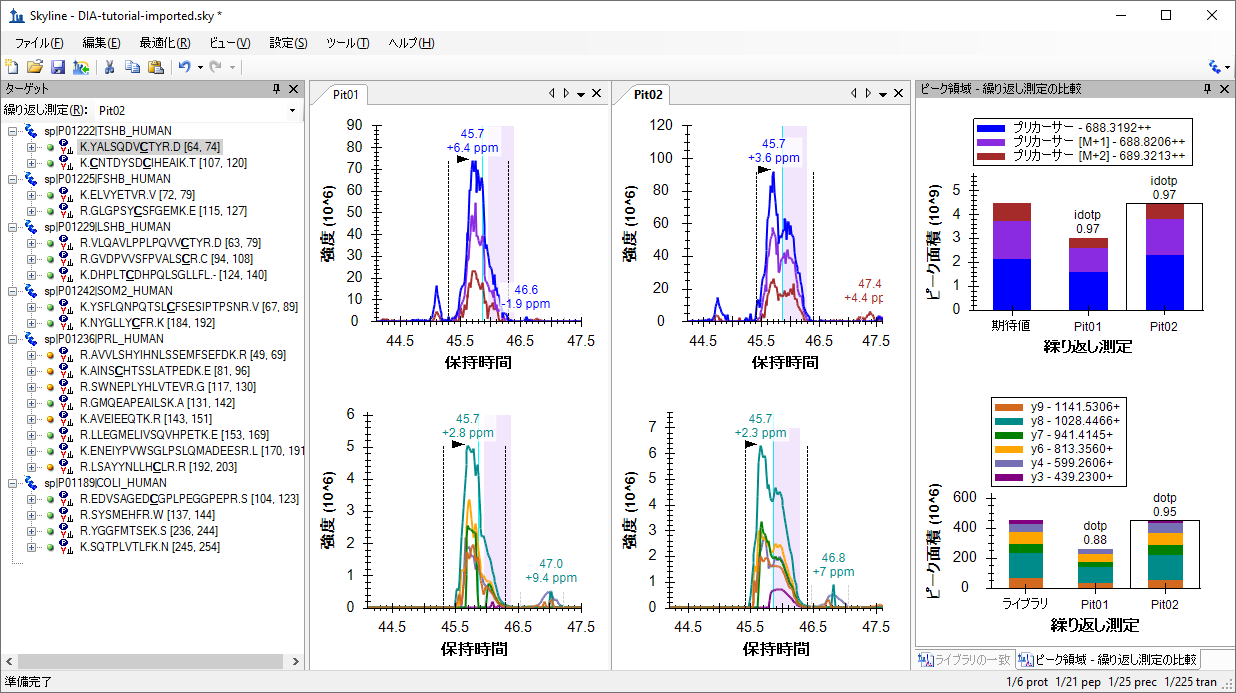 Skyline - DIA-tutorial-imported.sky *
ファイル(F) 編集(E) 最適化(R) ビュー(V) 設定(S) ツール(T) ヘルプ(H)
ターゲット
繰り返し測定(R): Pit02
sp|P01222|TSHB_HUMAN
K.YALSQDVCTYR.D [64, 74]
K.CNTDYSDCIHEAIK.T [107, 120]
sp|P01225|FSHB_HUMAN
K.ELVYETVR.V [72, 79]
R.GLGPSYCSFGEMK.E [115, 127]
sp|P01229|LSHB_HUMAN
R.VLQAVLPPLPQVVCTYR.D [63, 79]
R.GVDPVVSFPVALSCR.C [94, 108]
K.DHPLTCDHPQLSGLLFL.- [124, 140]
sp|P01242|SOM2_HUMAN
K.YSFLQNPQTSLCFSESIPTPSNR.V [67, 89]
K.NYGLLYCFR.K [184, 192]
sp|P01236|PRL_HUMAN
R.AVVLSHYIHNLSSEMFSEFDK.R [49, 69]
K.AINSCHTSSLATPEDK.E [81, 96]
R.SWNEPLYHLVTEVR.G [117, 130]
R.GMQEAPEAILSK.A [131, 142]
K.AVEIEEQTK.R [143, 151]
R.LLEGMELIVSQVHPETK.E [153, 169]
K.ENEIYPVWSGLPSLQMADEESR.L [170, 191
R.LSAYYNLLHCLR.R [192, 203]
sp|P01189|COLI_HUMAN
R.EDVSAGEDCGPLPEGGPEPR.S [104, 123]
R.SYSMEHFR.W [137, 144]
R.YGGFMTSEK.S [236, 244]
K.SQTPLVTLFK.N [245, 254]
Pit01
強度 (10^6)
90
80
70
60
50
40
30
20
10
0
45.7
+6.4 ppm
46.6
-1.9 ppm
44.5 45.5 46.5 47.5
保持時間
強度 (10^6)
6
5
4
3
2
1
0
45.7
+2.8 ppm
47.0
+9.4 ppm
44.5 45.5 46.5 47.5
保持時間
Pit02
強度 (10^6)
120
100
80
60
40
20
0
45.7
+3.6 ppm
47.4
+4.4 pp
44.5 45.5 46.5 47.5
保持時間
強度 (10^6)
7
6
5
4
3
2
1
0
45.7
+2.3 ppm
46.8
+7 ppm
44.5 45.5 46.5 47.5
保持時間
ピーク領域 - 繰り返し測定の比較
プリカーサー - 688.3192++
プリカーサー [M+1] - 688.8206++
プリカーサー [M+2] - 689.3213++
ピーク面積 (10^9)
5
4
3
2
1
0
idotp
0.97
idotp
0.97
期待値 Pit01 Pit02
繰り返し測定
y9 - 1141.5306+
y8 - 1028.4466+
y7 - 941.4145+
y6 - 813.3560+
y4 - 599.2606+
y3 - 439.2300+
ピーク面積 (10^6)
600
400
200
0
dotp
0.88
dotp
0.95
ライブラリ Pit01 Pit02
繰り返し測定
ライブラリの一致 ピーク領域 - 繰り返し測定の比較
準備完了
1/6 prot 1/21 pep 1/25 prec 1/225 tran